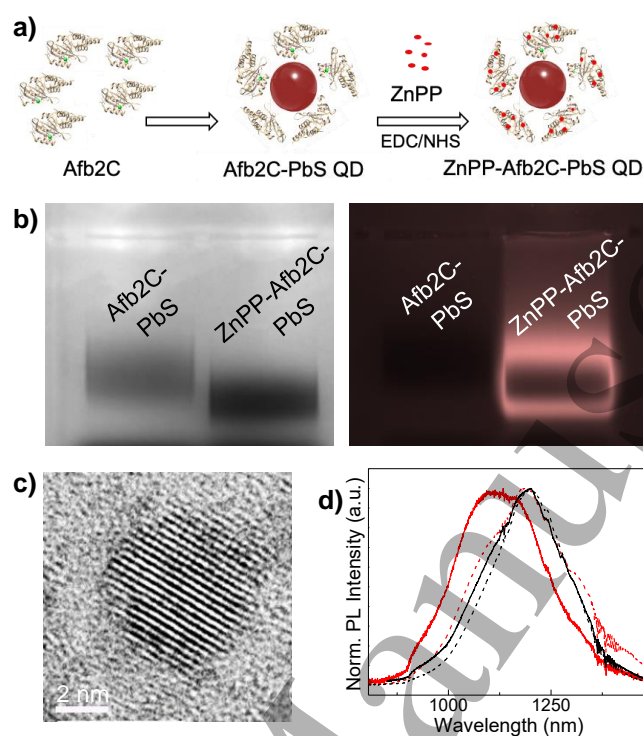 a)
ZnPP
EDC/NHS
Afb2C
Afb2C-PbS QD
ZnPP-Afb2C-PbS QD
b)
Afb2C-
PbS
ZnPP-Afb2C-
PbS
Afb2C-
PbS
ZnPP-Afb2C-
PbS
c)
2 nm
d)
Norm. PL Intensity (a.u.)
1000
1250
Wavelength (nm)